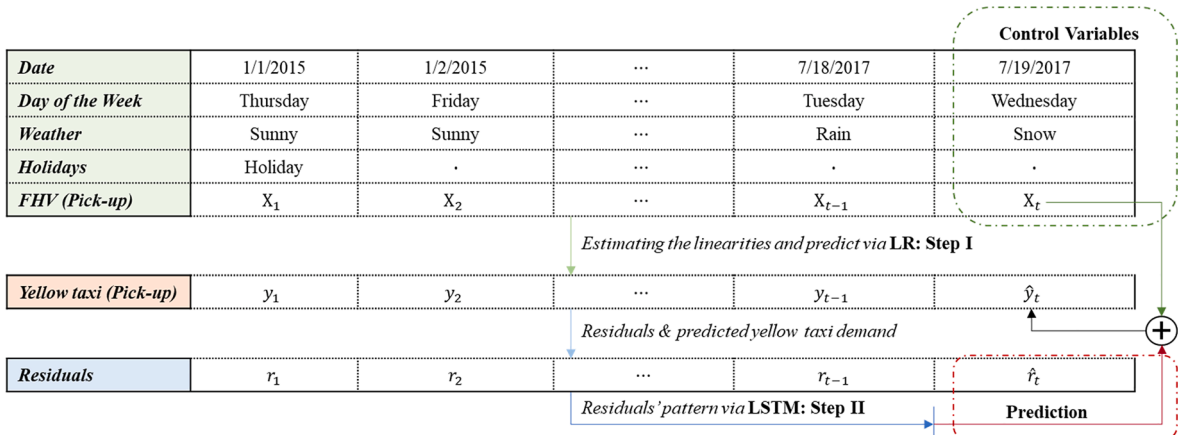 Control Variables
Date 1/1/2015 1/2/2015 ... 7/18/2017 7/19/2017
Day of the Week Thursday Friday ... Tuesday Wednesday
Weather Sunny Sunny ... Rain Snow
Holidays Holiday . ... . .
FHV (Pick-up) X₁ X₂ ... Xₜ₋₁ Xₜ
Estimating the linearities and predict via LR: Step I
Yellow taxi (Pick-up) y₁ y₂ ... yₜ₋₁ ŷₜ
Residuals & predicted yellow taxi demand
+
Residuals r₁ r₂ ... rₜ₋₁ r̂ₜ
Residuals' pattern via LSTM: Step II
Prediction